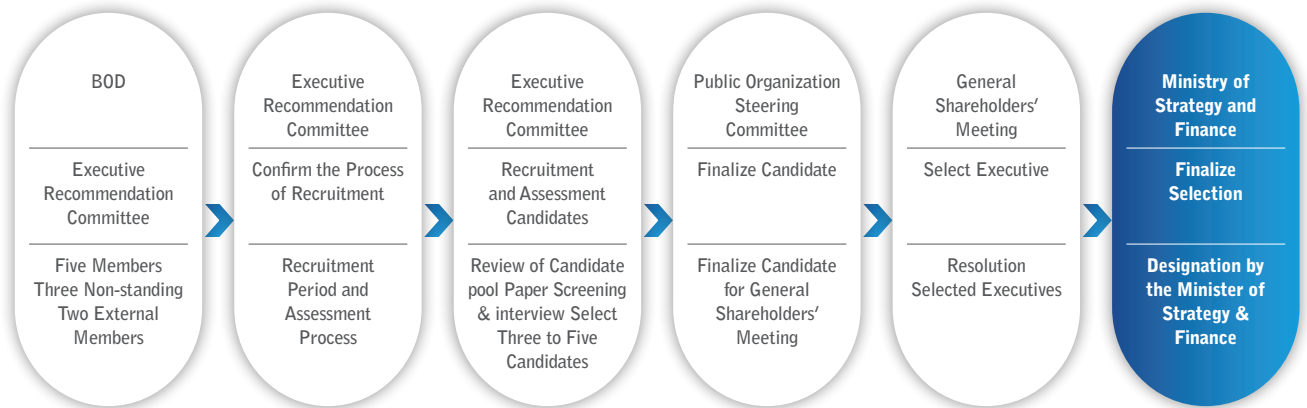 BOD
Executive
Recommendation
Committee
Five Members
Three Non-standing
Two External
Members
Executive
Recommendation
Committee
Confirm the Process
of Recruitment
Recruitment
Period and
Assessment
Process
Executive
Recommendation
Committee
Recruitment
and Assessment
Candidates
Review of Candidate
pool Paper Screening
& interview Select
Three to Five
Candidates
Public Organization
Steering
Committee
Finalize Candidate
Finalize Candidate
for General
Shareholders'
Meeting
General
Shareholders'
Meeting
Select Executive
Resolution
Selected Executives
Ministry of
Strategy and
Finance
Finalize
Selection
Designation by
the Minister of
Strategy &
Finance